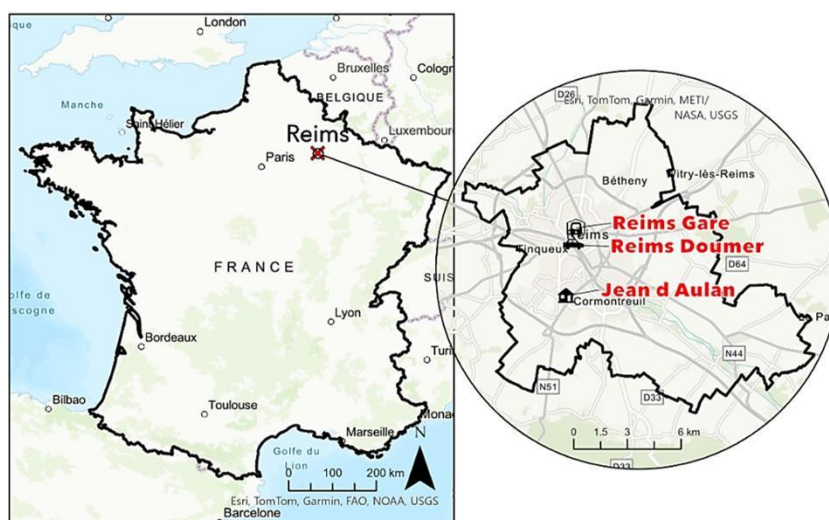 London
Bruxelles
Cologn
Manche
BELGIQUE
Saint Hélier
Luxembour
Reims
Paris
FRANCE
SUIS
olfe de
scogne
Lyon
Bordeaux
Turi
Bilbao
Toulouse
Marseille
Monac
Golfe du
Lion
N
0 100 200 km
Esri, TomTom, Garmin, FAO, NOAA, USGS
Barcelone
D26
Esri, TomTom, Garmin, METI/
NASA, USGS
Bétheny
Vitry-lès-Reims
Reims Gare
Reims
Tinqueux
Reims Doumer
D64
Jean d Aulan
Cormontreuil
N44
N51
D33
0 1.5 3 6 km
D33